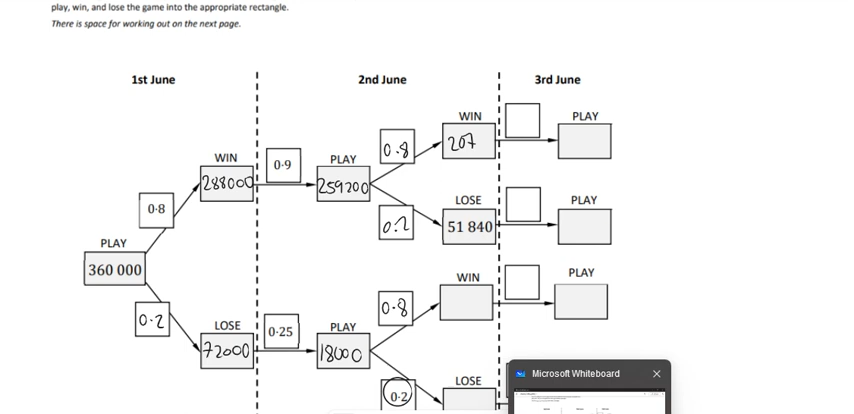 play, win, and lose the game into the appropriate rectangle.
There is space for working out on the next page.
1st June
2nd June
3rd June
WIN
PLAY
0.8
207
WIN
0·9
PLAY
288000
259200
0·8
LOSE
PLAY
0.2
51 840
PLAY
360 000
WIN
PLAY
0.8
0.2
LOSE
0·25
PLAY
72000
18000
LOSE
0·2
Microsoft Whiteboard